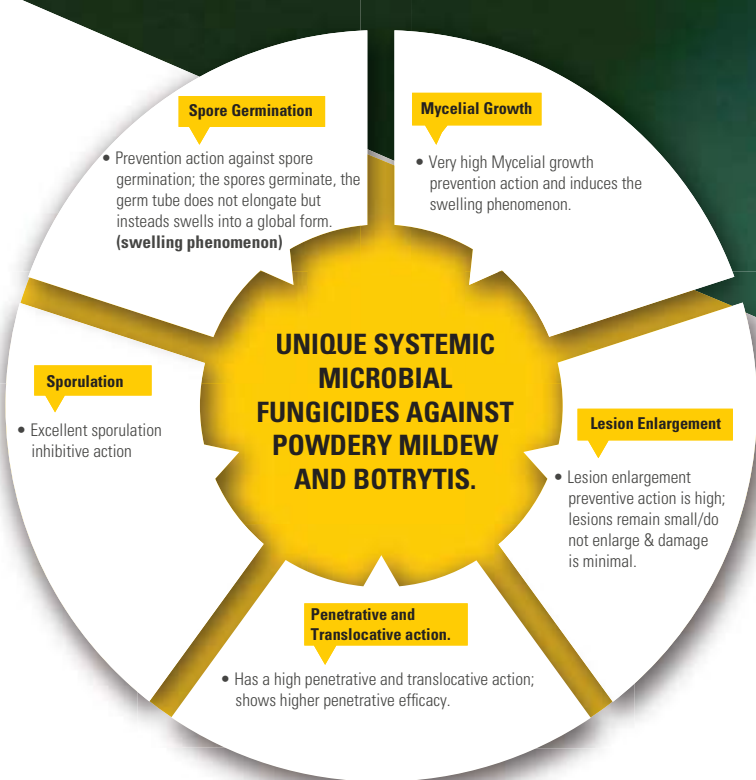 Spore Germination
• Prevention action against spore
germination; the spores germinate, the
germ tube does not elongate but
insteads swells into a global form.
(swelling phenomenon)
Mycelial Growth
• Very high Mycelial growth
prevention action and induces the
swelling phenomenon.
UNIQUE SYSTEMIC
MICROBIAL
FUNGICIDES AGAINST
POWDERY MILDEW
AND BOTRYTIS.
Sporulation
• Excellent sporulation
inhibitive action
Lesion Enlargement
• Lesion enlargement
preventive action is high;
lesions remain small/do
not enlarge & damage
is minimal.
Penetrative and
Translocative action.
• Has a high penetrative and translocative action;
shows higher penetrative efficacy.